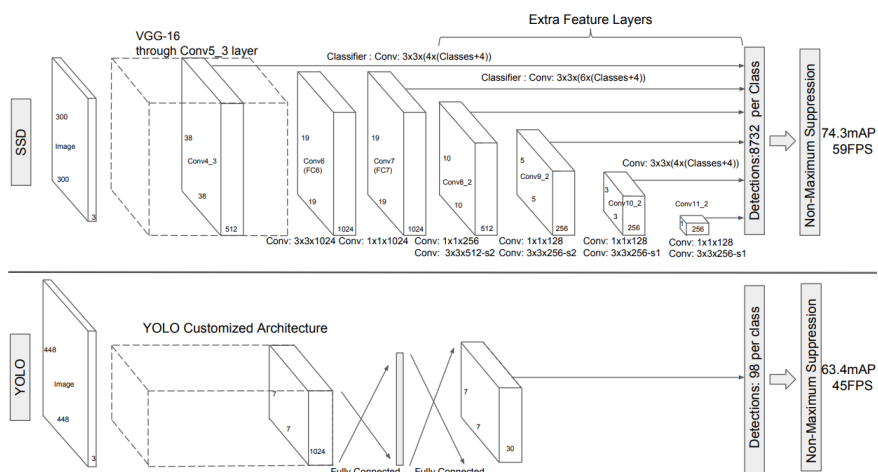 Extra Feature Layers
VGG-16
through Conv5_3 layer
Classifier : Conv: 3x3x(4x(Classes+4))
Classifier : Conv: 3x3x(6x(Classes+4))
SSD
300
Image
300
3
38
Conv4_3
38
512
19
Conv6
(FC6)
19
1024
19
Conv7
(FC7)
19
1024
10
Conv8_2
10
512
5
Conv9_2
5
256
Conv: 3x3x(4x(Classes+4))
3
Conv10_2
3
256
Conv11_2
1
256
Conv: 3x3x1024
Conv: 1x1x1024
Conv: 1x1x256
Conv: 3x3x512-s2
Conv: 1x1x128
Conv: 3x3x256-s2
Conv: 1x1x128
Conv: 3x3x256-s1
Conv: 1x1x128
Conv: 3x3x256-s1
Detections:8732 per Class
Non-Maximum Suppression
74.3mAP
59FPS
YOLO
YOLO Customized Architecture
448
Image
448
3
7
7
1024
Fully Connected
Fully Connected
7
7
30
Detections: 98 per class
Non-Maximum Suppression
63.4mAP
45FPS